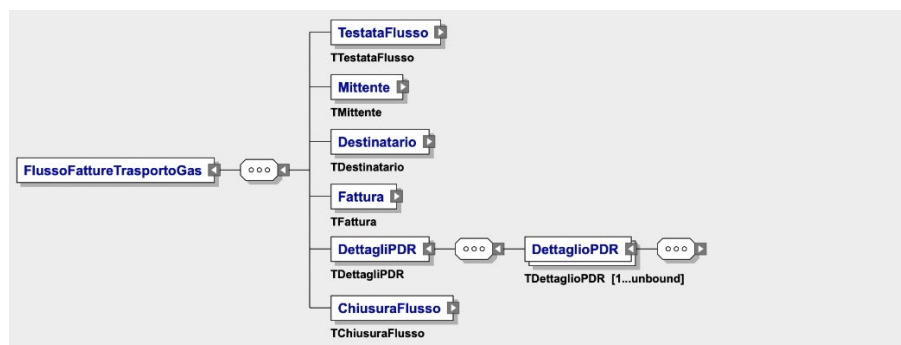 TestataFlusso
TTestataFlusso
Mittente
TMittente
Destinatario
TDestinatario
FlussoFattureTrasportoGas
Fattura
TFattura
DettagliPDR
DettaglioPDR
TDettagliPDR
TDettaglioPDR [1...unbound]
ChiusuraFlusso
TChiusuraFlusso